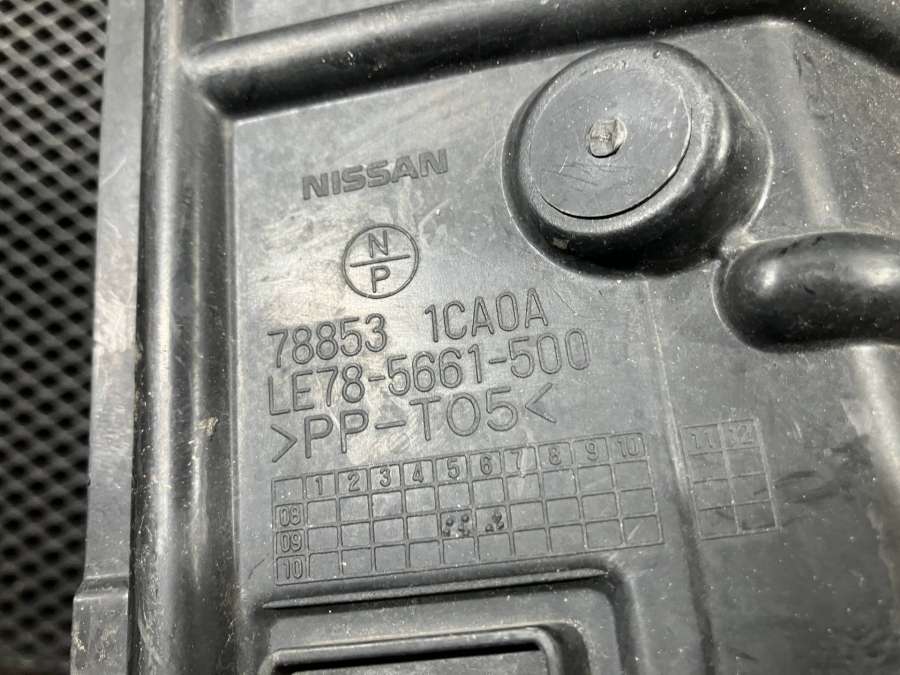 NISSAN
N
P
78853 1CA0A
LE78-5661-500
>PP-T05<
1 2 3 4 5 6 7 8 9 10 11 12
08
09
10